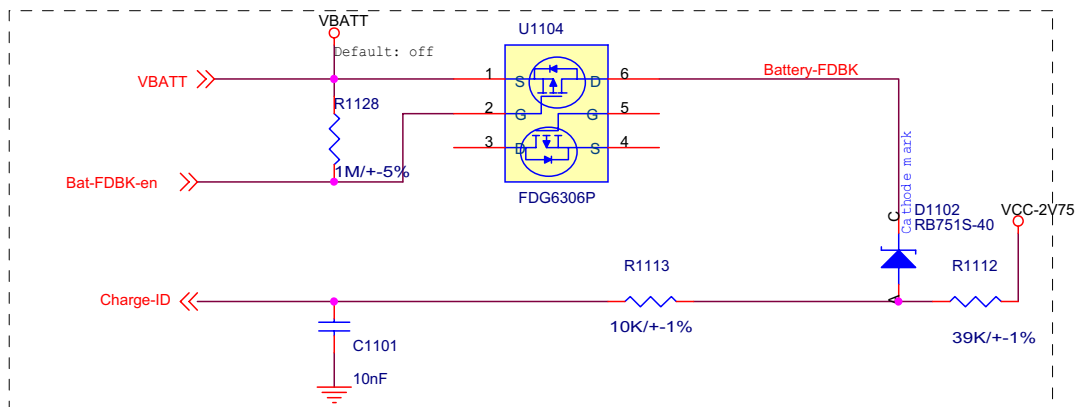 VBATT
Default: off
U1104
VBATT
1
S
D
6
Battery-FDBK
R1128
2
G
G
5
3
D
S
4
1M/+-5%
Bat-FDBK-en
FDG6306P
Cathode mark
C
D1102
RB751S-40
VCC-2V75
R1113
R1112
Charge-ID
A
10K/+-1%
39K/+-1%
C1101
10nF